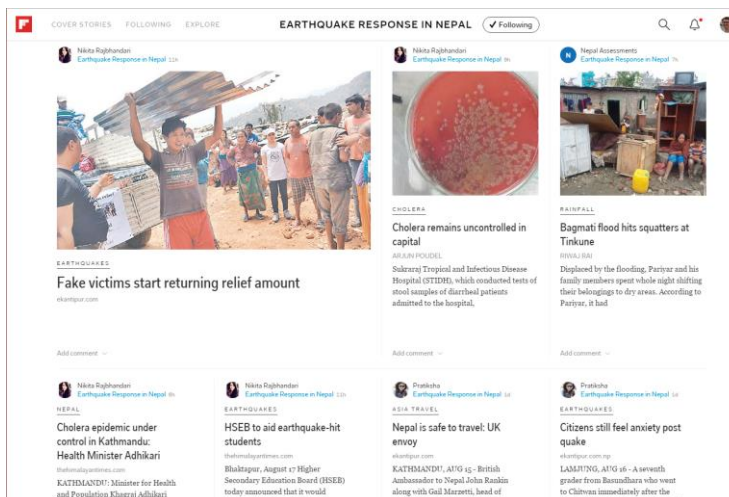 COVER STORIES FOLLOWING EXPLORE
EARTHQUAKE RESPONSE IN NEPAL
✓ Following
Nikita Rajbhandari
Earthquake Response in Nepal 11h
EARTHQUAKES
Fake victims start returning relief amount
ekantipur.com
Add comment
Nikita Rajbhandari
Earthquake Response in Nepal 9h
CHOLERA
Cholera remains uncontrolled in
capital
ARJUN POUDEL
Sukraraj Tropical and Infectious Disease
Hospital (STIDH), which conducted tests of
stool samples of diarrheal patients
admitted to the hospital,
Add comment
N
Nepal Assessments
Earthquake Response in Nepal 7h
RAINFALL
Bagmati flood hits squatters at
Tinkune
RIWAJ RAI
Displaced by the flooding, Pariyar and his
family members spent whole night shifting
their belongings to dry areas. According to
Pariyar, it had
Add comment
Nikita Rajbhandari
Earthquake Response in Nepal
NEPAL
Cholera epidemic under
control in Kathmandu:
Health Minister Adhikari
thehimalayantimes.com
KATHMANDU: Minister for Health
and Population Khagraj Adhikari
Nikita Rajbhandari
Earthquake Response in Nepal 11h
EARTHQUAKES
HSEB to aid earthquake-hit
students
thehimalayantimes.com
Bhaktapur, August 17 Higher
Secondary Education Board (HSEB)
today announced that it would
Pratiksha
Earthquake Response in Nepal 1d
ASIA TRAVEL
Nepal is safe to travel: UK
envoy
ekantipur.com
KATHMANDU, AUG 15 - British
Ambassador to Nepal John Rankin
along with Gail Marzetti, head of
Pratiksha
Earthquake Response in Nepal 1d
EARTHQUAKES
Citizens still feel anxiety post
quake
ekantipur.com.np
LAMJUNG, AUG 16 - A seventh
grader from Basundhara who went
to Chitwan immediately after the